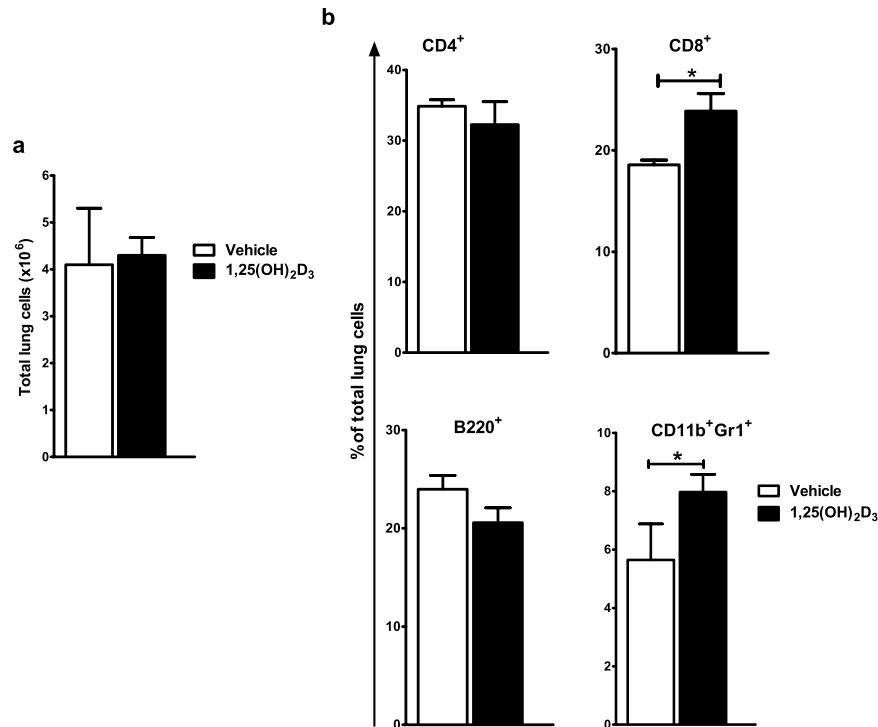 a
Total lung cells (x10⁶)
6
5
4
3
2
1
0
Vehicle
1,25(OH)₂D₃
b
% of total lung cells
CD4⁺
40
30
20
10
0
CD8⁺
30
20
10
0
*
B220⁺
30
20
10
0
CD11b⁺Gr1⁺
10
8
6
4
2
0
*
Vehicle
1,25(OH)₂D₃